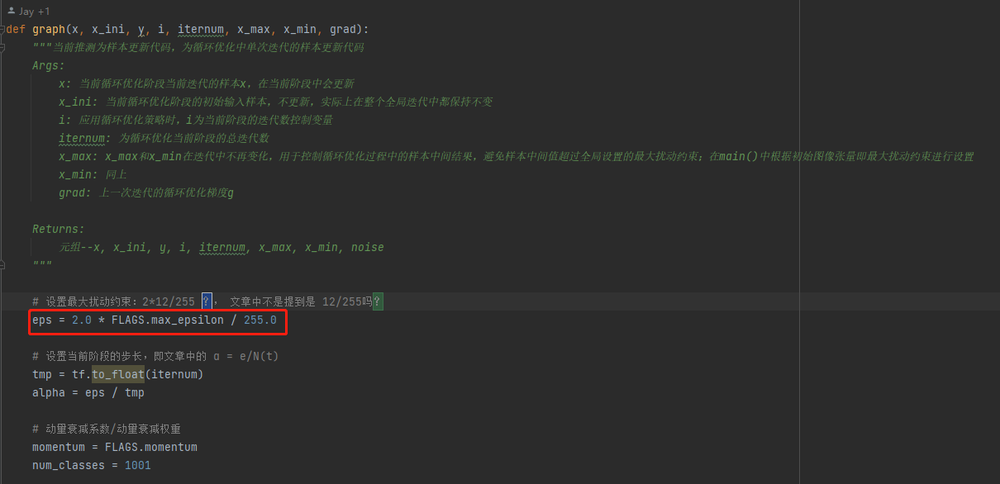 Jay +1
def graph(x, x_ini, y, i, iternum, x_max, x_min, grad):
"""当前推测为样本更新代码，为循环优化中单次迭代的样本更新代码
Args:
x: 当前循环优化阶段当前迭代的样本x，在当前阶段中会更新
x_ini: 当前循环优化阶段的初始输入样本，不更新，实际上在整个全局迭代中都保持不变
i: 应用循环优化策略时，i为当前阶段的迭代数控制变量
iternum: 为循环优化当前阶段的总迭代数
x_max: x_max和x_min在迭代中不再变化，用于控制循环优化过程中的样本中间结果，避免样本中间值超过全局设置的最大扰动约束；在main()中根据初始图像张量即最大扰动约束进行设置
x_min: 同上
grad: 上一次迭代的循环优化梯度g
Returns:
元组--x, x_ini, y, i, iternum, x_max, x_min, noise
"""
# 设置最大扰动约束：2*12/255 ？， 文章中不是提到是 12/255吗？
eps = 2.0 * FLAGS.max_epsilon / 255.0
# 设置当前阶段的步长，即文章中的 α = e/N(t)
tmp = tf.to_float(iternum)
alpha = eps / tmp
# 动量衰减系数/动量衰减权重
momentum = FLAGS.momentum
num_classes = 1001